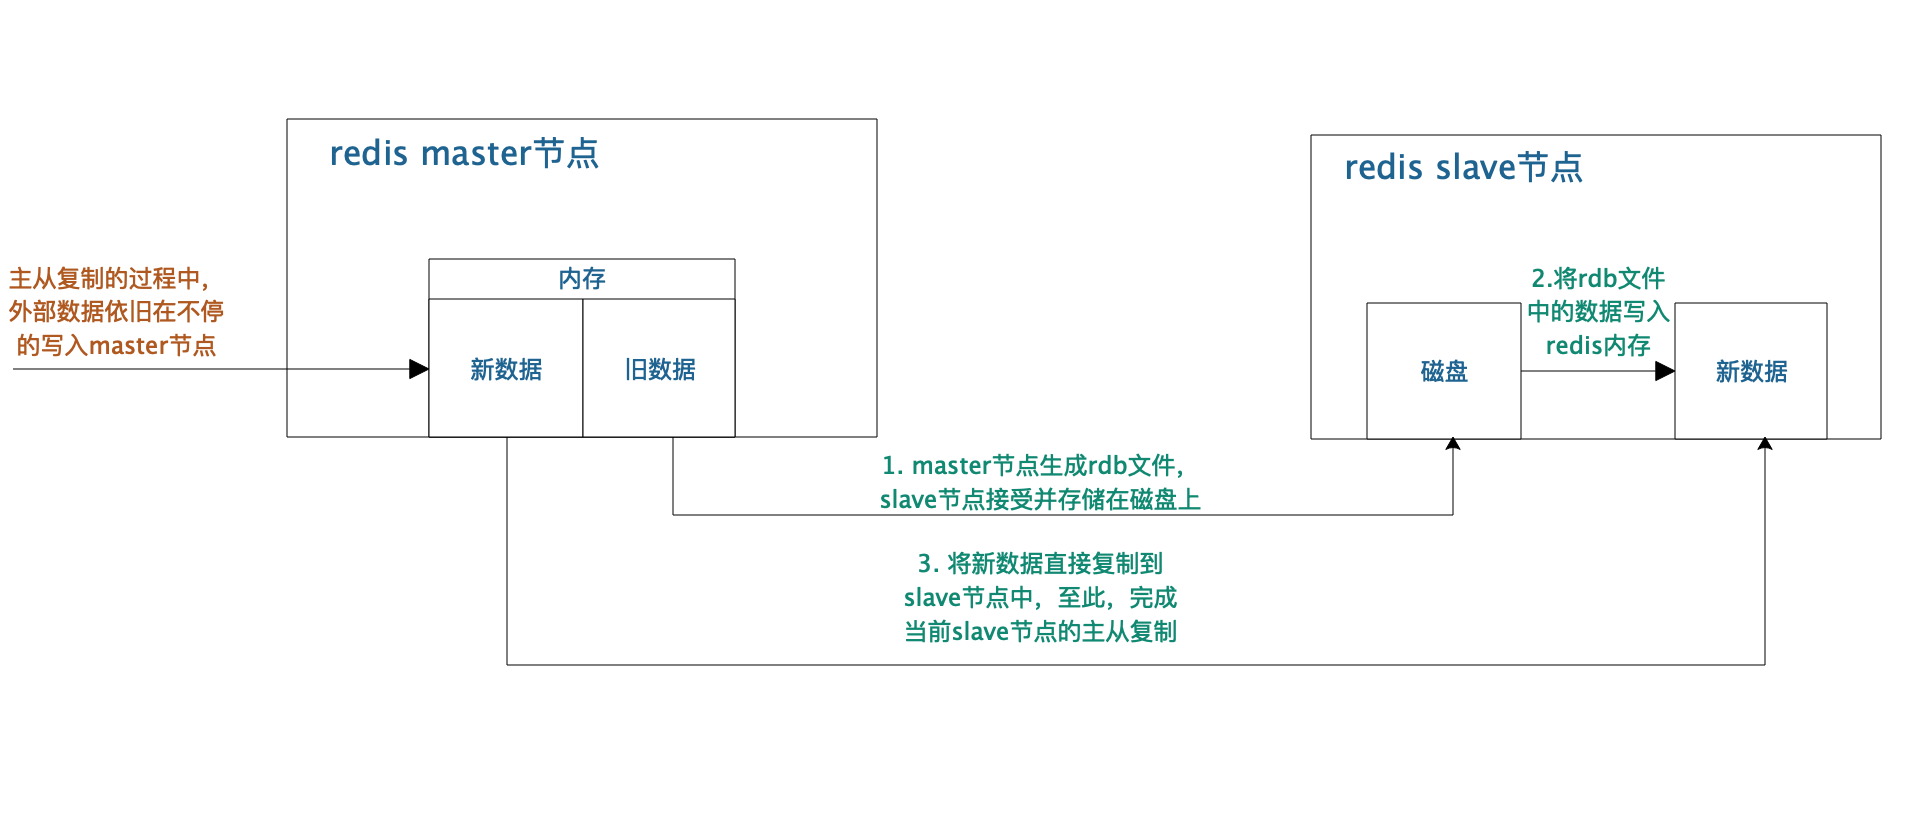 redis master节点
redis slave节点
主从复制的过程中，
外部数据依旧在不停
的写入master节点
内存
新数据
旧数据
2.将rdb文件
中的数据写入
redis内存
磁盘
新数据
1. master节点生成rdb文件，
slave节点接受并存储在磁盘上
3. 将新数据直接复制到
slave节点中，至此，完成
当前slave节点的主从复制